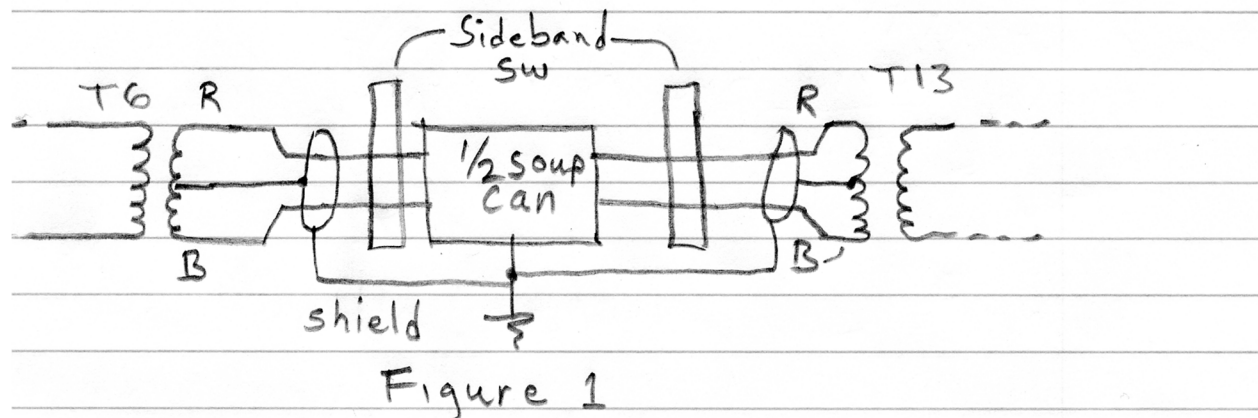 Sideband
SW
T6
R
R
T13
1/2 soup
can
B
B
shield
Figure 1